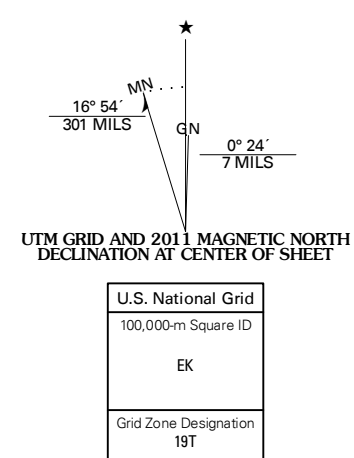 ★
MN
16° 54´
301 MILS
GN
0° 24´
7 MILS
UTM GRID AND 2011 MAGNETIC NORTH
DECLINATION AT CENTER OF SHEET
U.S. National Grid
100,000-m Square ID
EK
Grid Zone Designation
19T